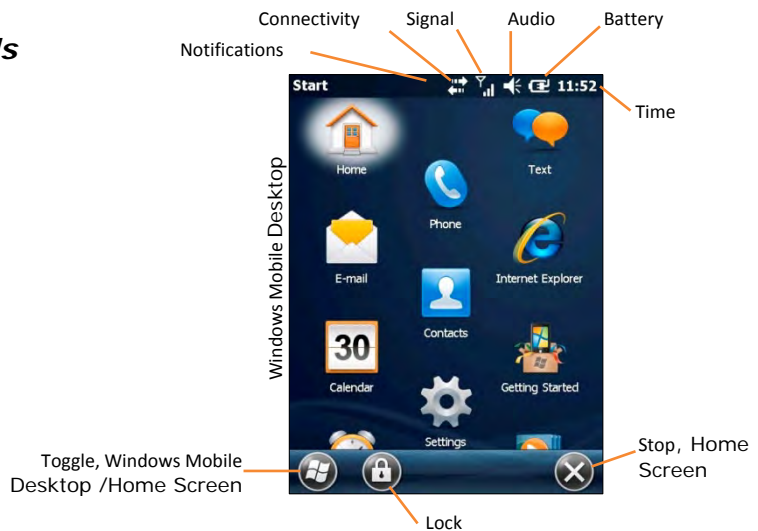 Connectivity Signal Audio Battery
ls
Notifications
Start 11:52
Time
Home Text
Phone
Windows Mobile Desktop
E-mail Internet Explorer
Contacts
30
Calendar Getting Started
Settings
Toggle, Windows Mobile
Desktop /Home Screen
Stop, Home
Screen
Lock